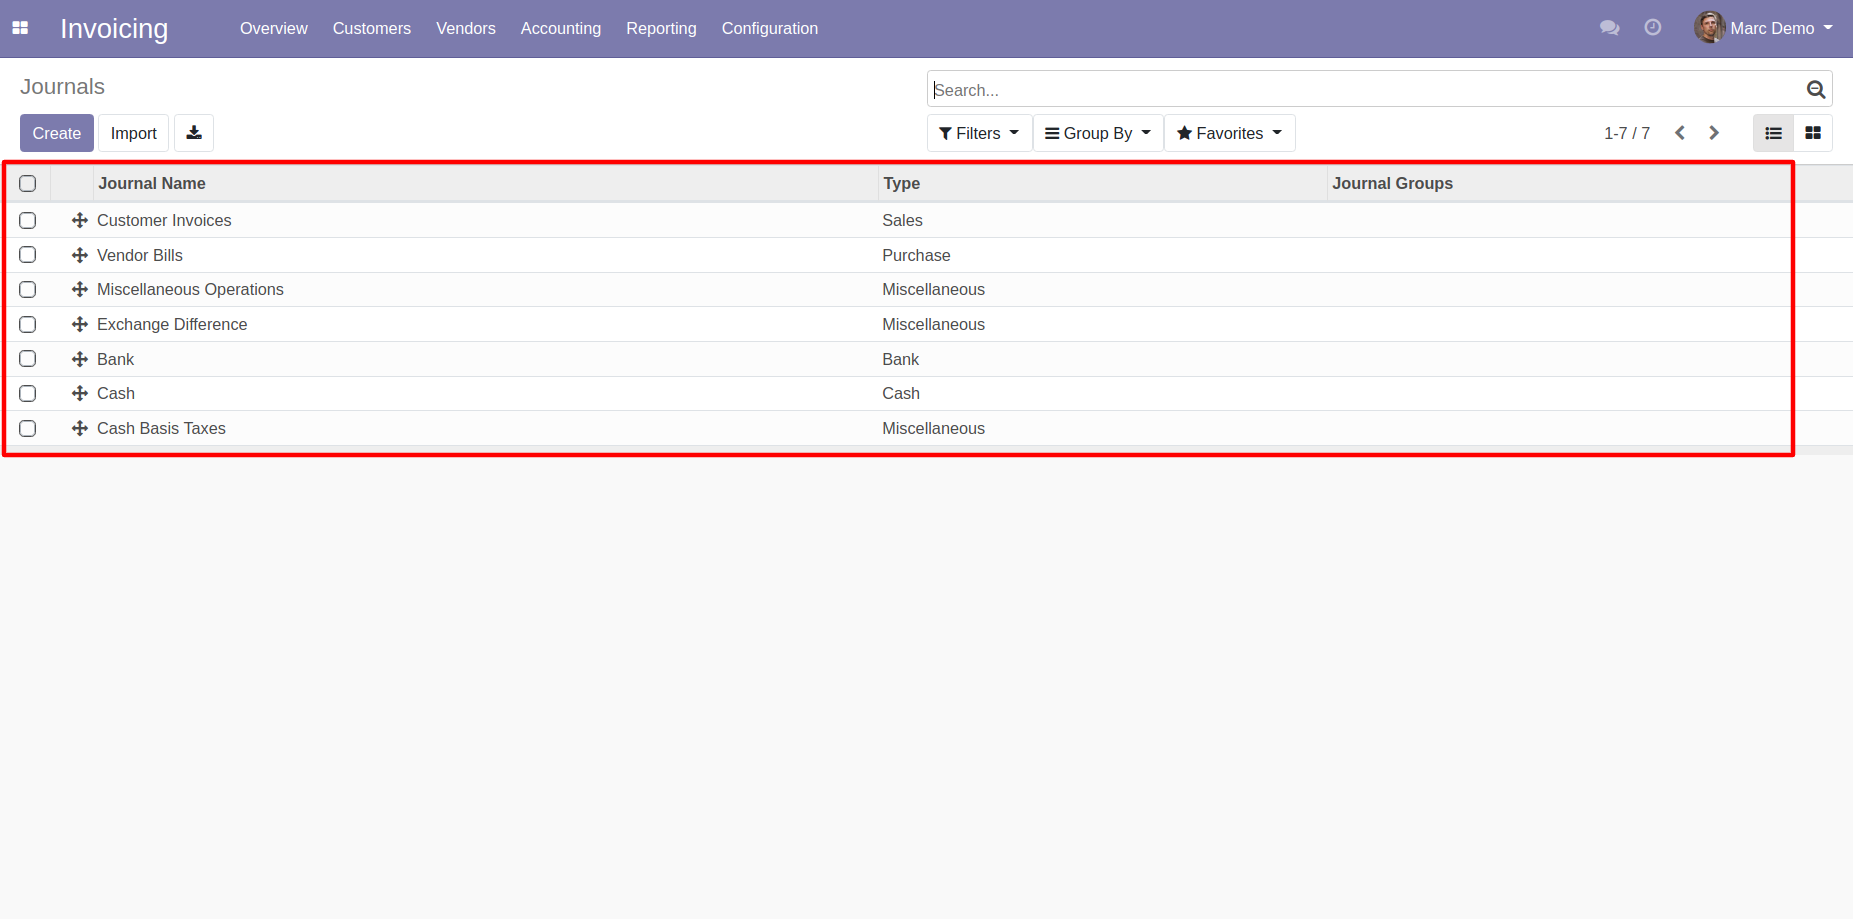 Invoicing Overview Customers Vendors Accounting Reporting Configuration Marc Demo
Journals Search...
Create Import Filters Group By Favorites 1-7 / 7
Journal Name Type Journal Groups
Customer Invoices Sales
Vendor Bills Purchase
Miscellaneous Operations Miscellaneous
Exchange Difference Miscellaneous
Bank Bank
Cash Cash
Cash Basis Taxes Miscellaneous